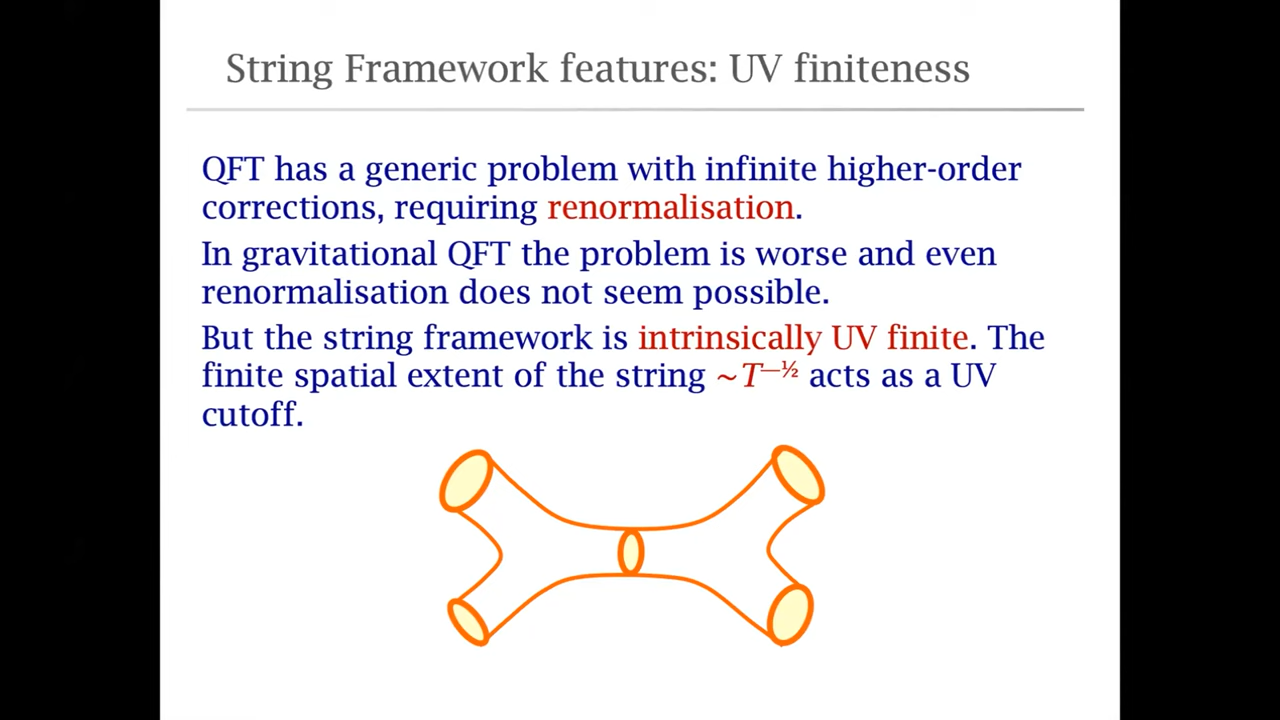 String Framework features: UV finiteness
QFT has a generic problem with infinite higher-order
corrections, requiring renormalisation.
In gravitational QFT the problem is worse and even
renormalisation does not seem possible.
But the string framework is intrinsically UV finite. The
finite spatial extent of the string ~T⁻½ acts as a UV
cutoff.